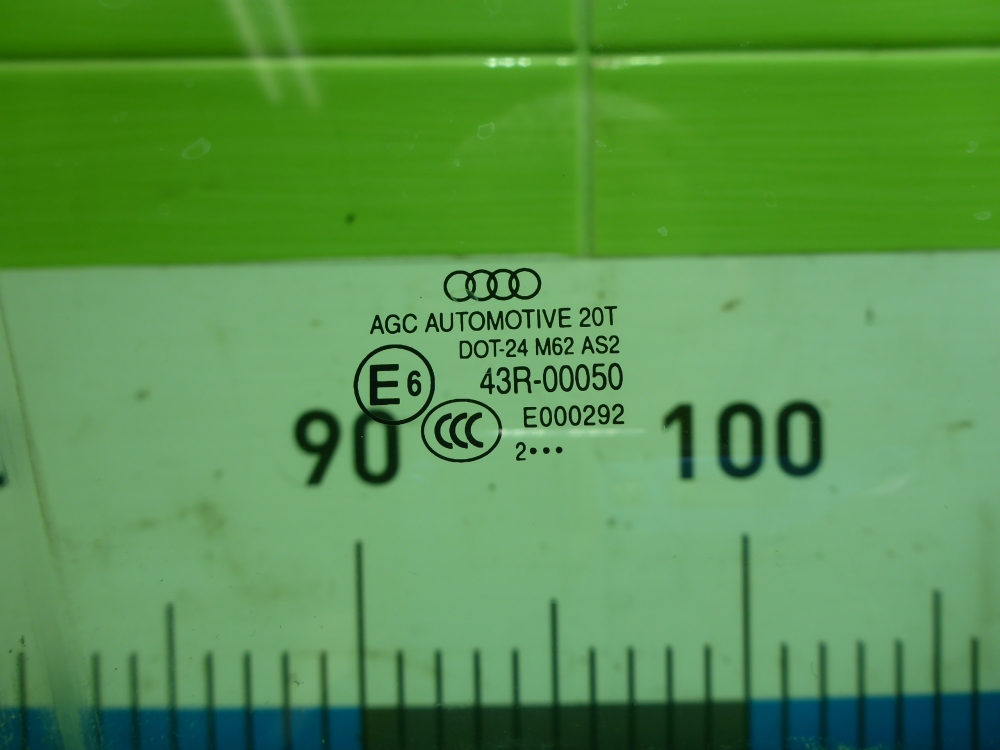 AGC AUTOMOTIVE 20T
DOT-24 M62 AS2
E6 43R-00050
CCC E000292
2•••
90 100